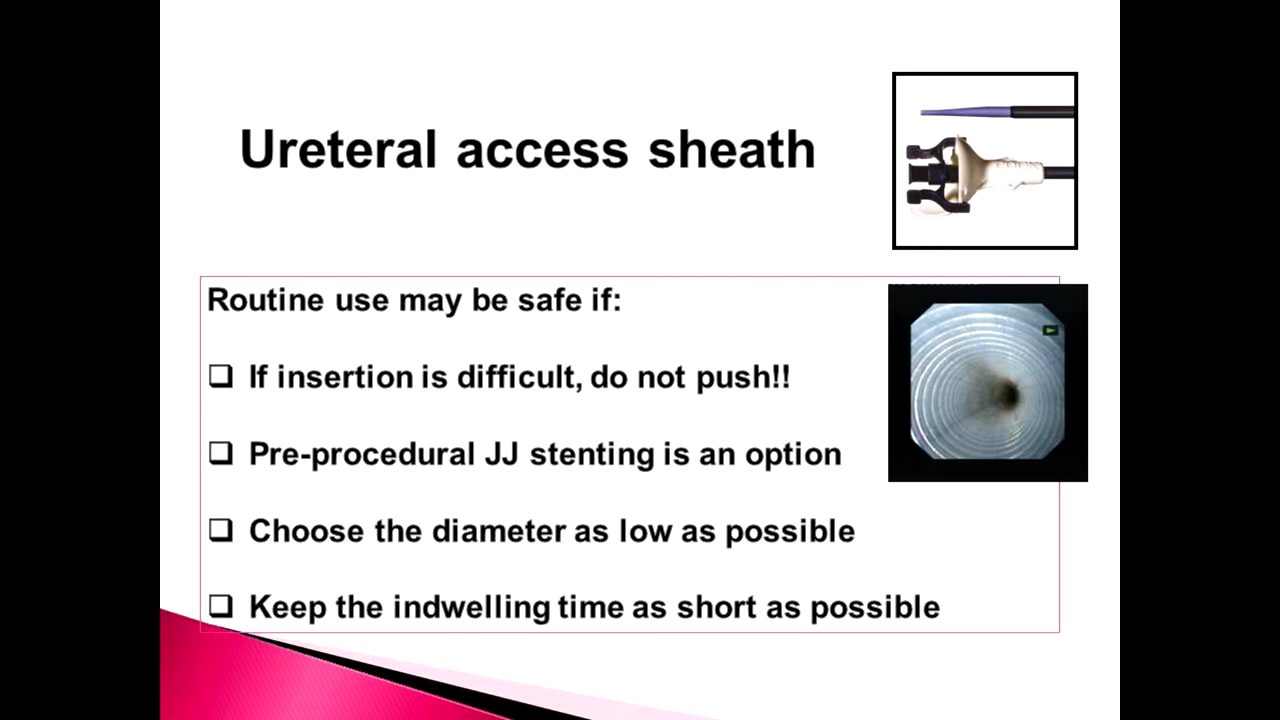 Ureteral access sheath
Routine use may be safe if:
❑ If insertion is difficult, do not push!!
❑ Pre-procedural JJ stenting is an option
❑ Choose the diameter as low as possible
❑ Keep the indwelling time as short as possible